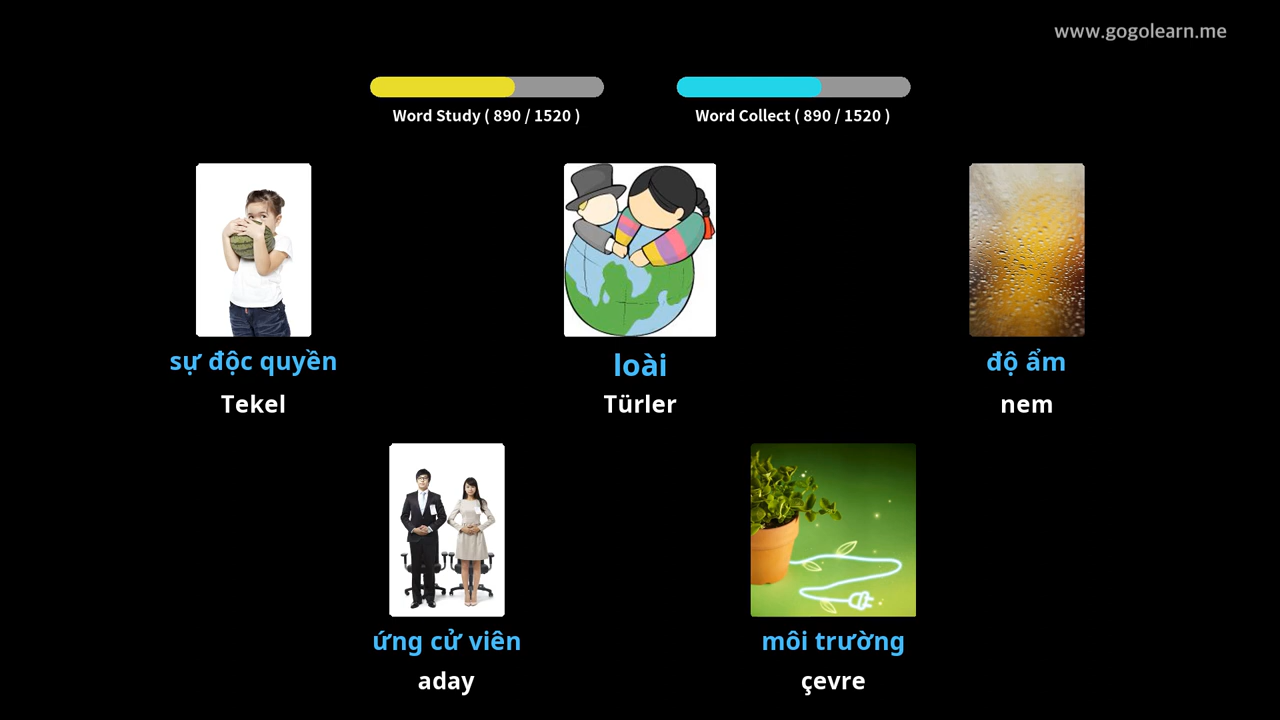 www.gogolearn.me
Word Study ( 890 / 1520 )
Word Collect ( 890 / 1520 )
sự độc quyền
Tekel
loài
Türler
độ ẩm
nem
ứng cử viên
aday
môi trường
çevre